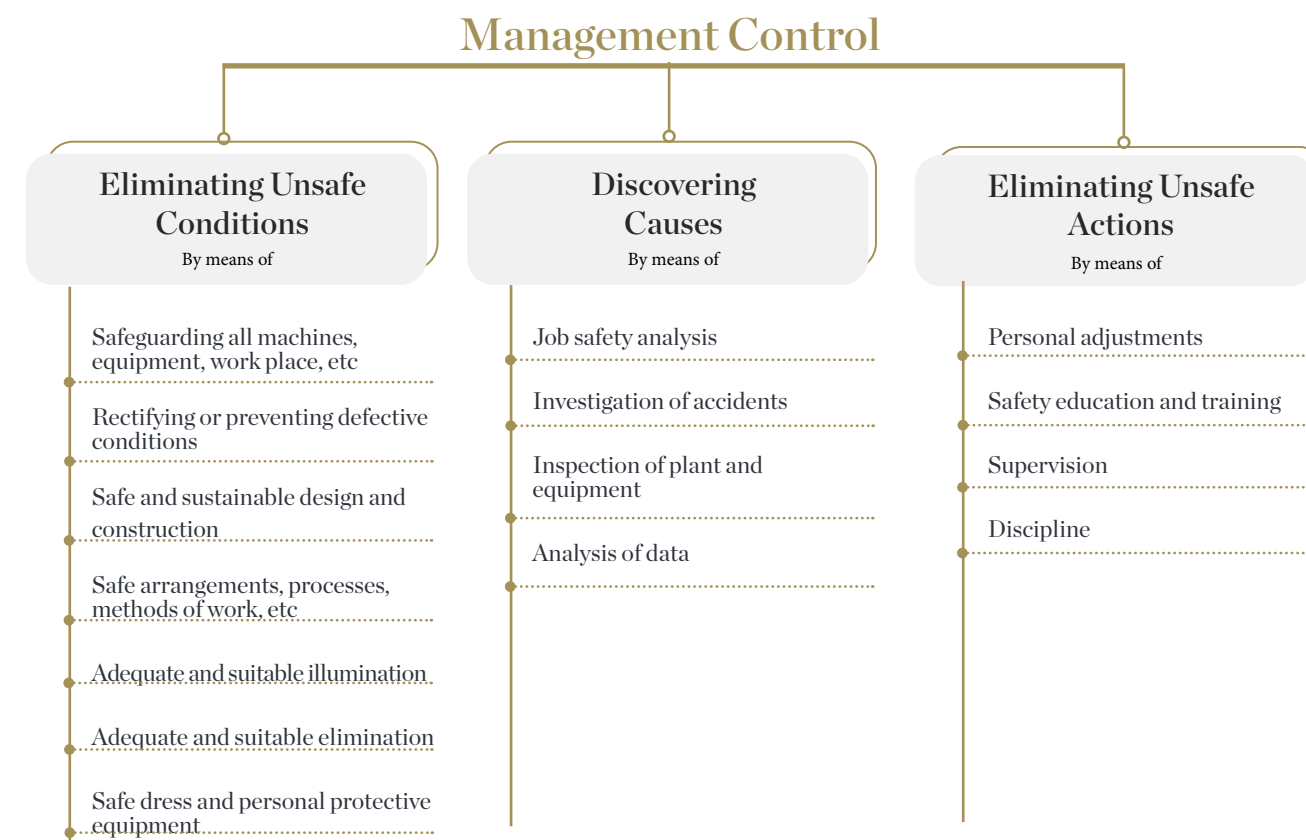 Management Control
Eliminating Unsafe
Conditions
By means of
Safeguarding all machines,
equipment, work place, etc
Rectifying or preventing defective
conditions
Safe and sustainable design and
construction
Safe arrangements, processes,
methods of work, etc
Adequate and suitable illumination
Adequate and suitable elimination
Safe dress and personal protective
equipment
Discovering
Causes
By means of
Job safety analysis
Investigation of accidents
Inspection of plant and
equipment
Analysis of data
Eliminating Unsafe
Actions
By means of
Personal adjustments
Safety education and training
Supervision
Discipline